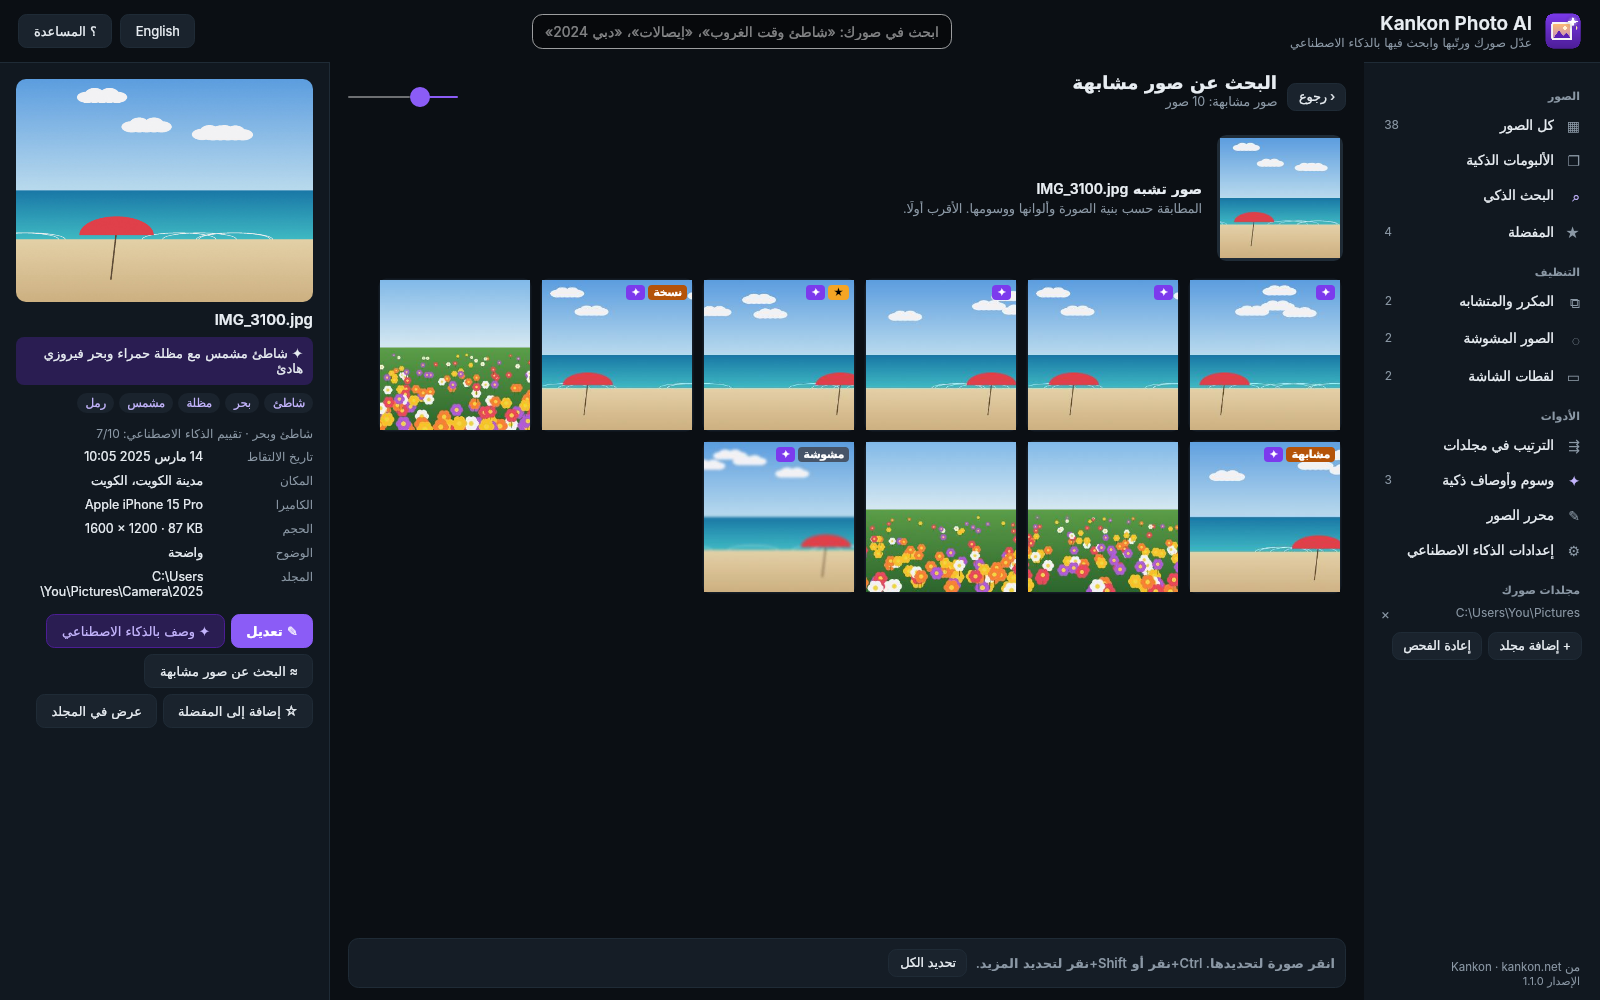 Kankon Photo AI
عدّل صورك ورتّبها وابحث فيها بالذكاء الاصطناعي
ابحث في صورك: «شاطئ وقت الغروب»، «إيصالات»، «دبي 2024»
English
؟ المساعدة
الصور
كل الصور 38
الألبومات الذكية
البحث الذكي
المفضلة 4
التنظيف
المكرر والمتشابه 2
الصور المشوشة 2
لقطات الشاشة 2
الأدوات
الترتيب في مجلدات
وسوم وأوصاف ذكية 3
محرر الصور
إعدادات الذكاء الاصطناعي
مجلدات صورك
C:\Users\You\Pictures ×
+ إضافة مجلد
إعادة الفحص
من Kankon · kankon.net
الإصدار 1.1.0
‹ رجوع
البحث عن صور مشابهة
صور مشابهة: 10 صور
صور تشبه IMG_3100.jpg
المطابقة حسب بنية الصورة وألوانها ووسومها. الأقرب أولًا.
نسخة
مشابهة
مشوشة
انقر صورة لتحديدها. Ctrl+نقر أو Shift+نقر لتحديد المزيد.
تحديد الكل
IMG_3100.jpg
✦ شاطئ مشمس مع مظلة حمراء وبحر فيروزي
هادئ
شاطئ
بحر
مظلة
مشمس
رمل
شاطئ وبحر · تقييم الذكاء الاصطناعي: 7/10
تاريخ الالتقاط 14 مارس 2025 10:05
المكان مدينة الكويت، الكويت
الكاميرا Apple iPhone 15 Pro
الحجم 1600 × 1200 · 87 KB
الوضوح واضحة
المجلد C:\Users
\You\Pictures\Camera\2025
✎ تعديل
✦ وصف بالذكاء الاصطناعي
≈ البحث عن صور مشابهة
☆ إضافة إلى المفضلة
عرض في المجلد